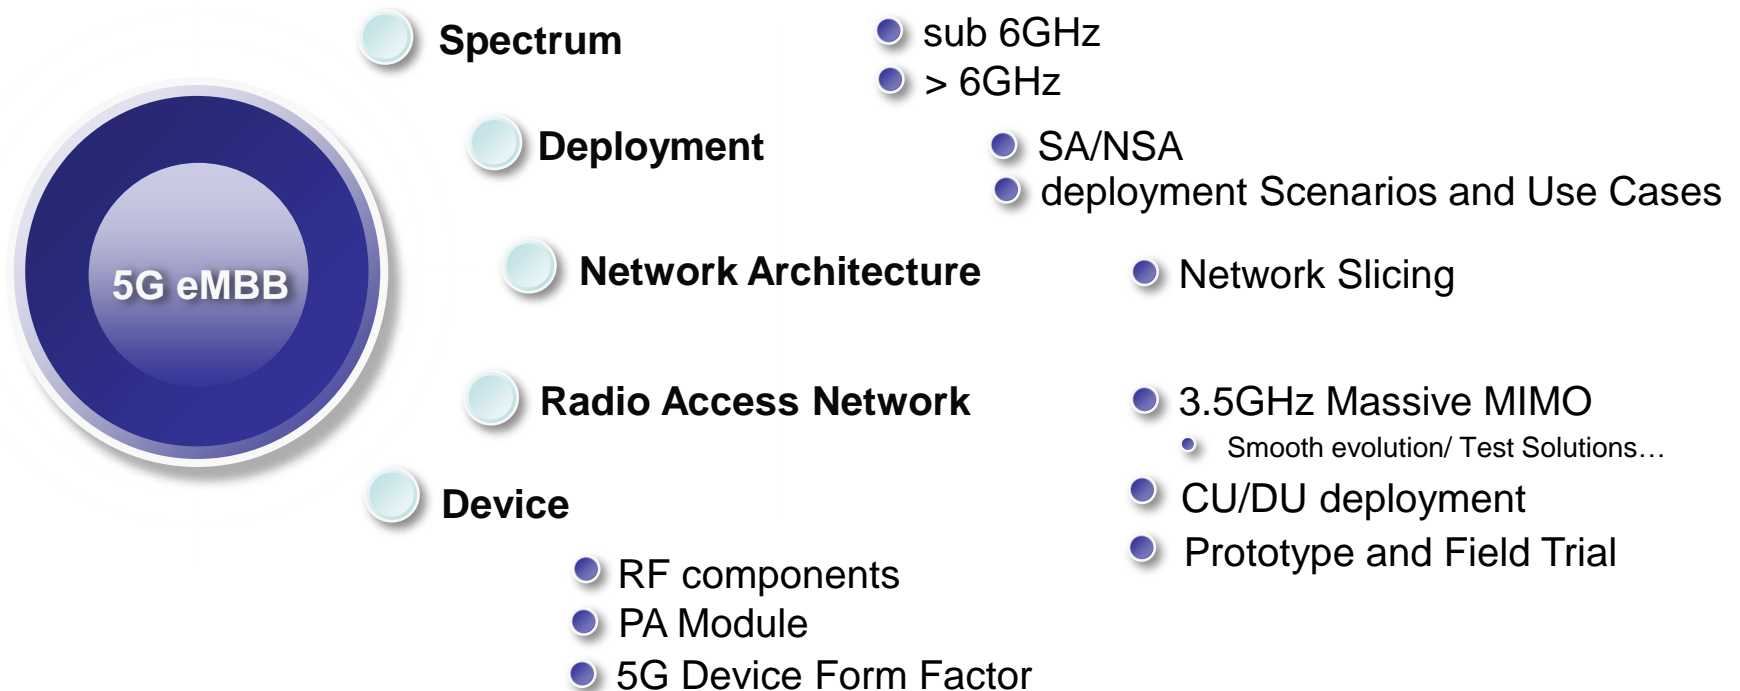 5G eMBB
Spectrum
sub 6GHz
> 6GHz
Deployment
SA/NSA
deployment Scenarios and Use Cases
Network Architecture
Network Slicing
Radio Access Network
3.5GHz Massive MIMO
Smooth evolution/ Test Solutions…
CU/DU deployment
Prototype and Field Trial
Device
RF components
PA Module
5G Device Form Factor